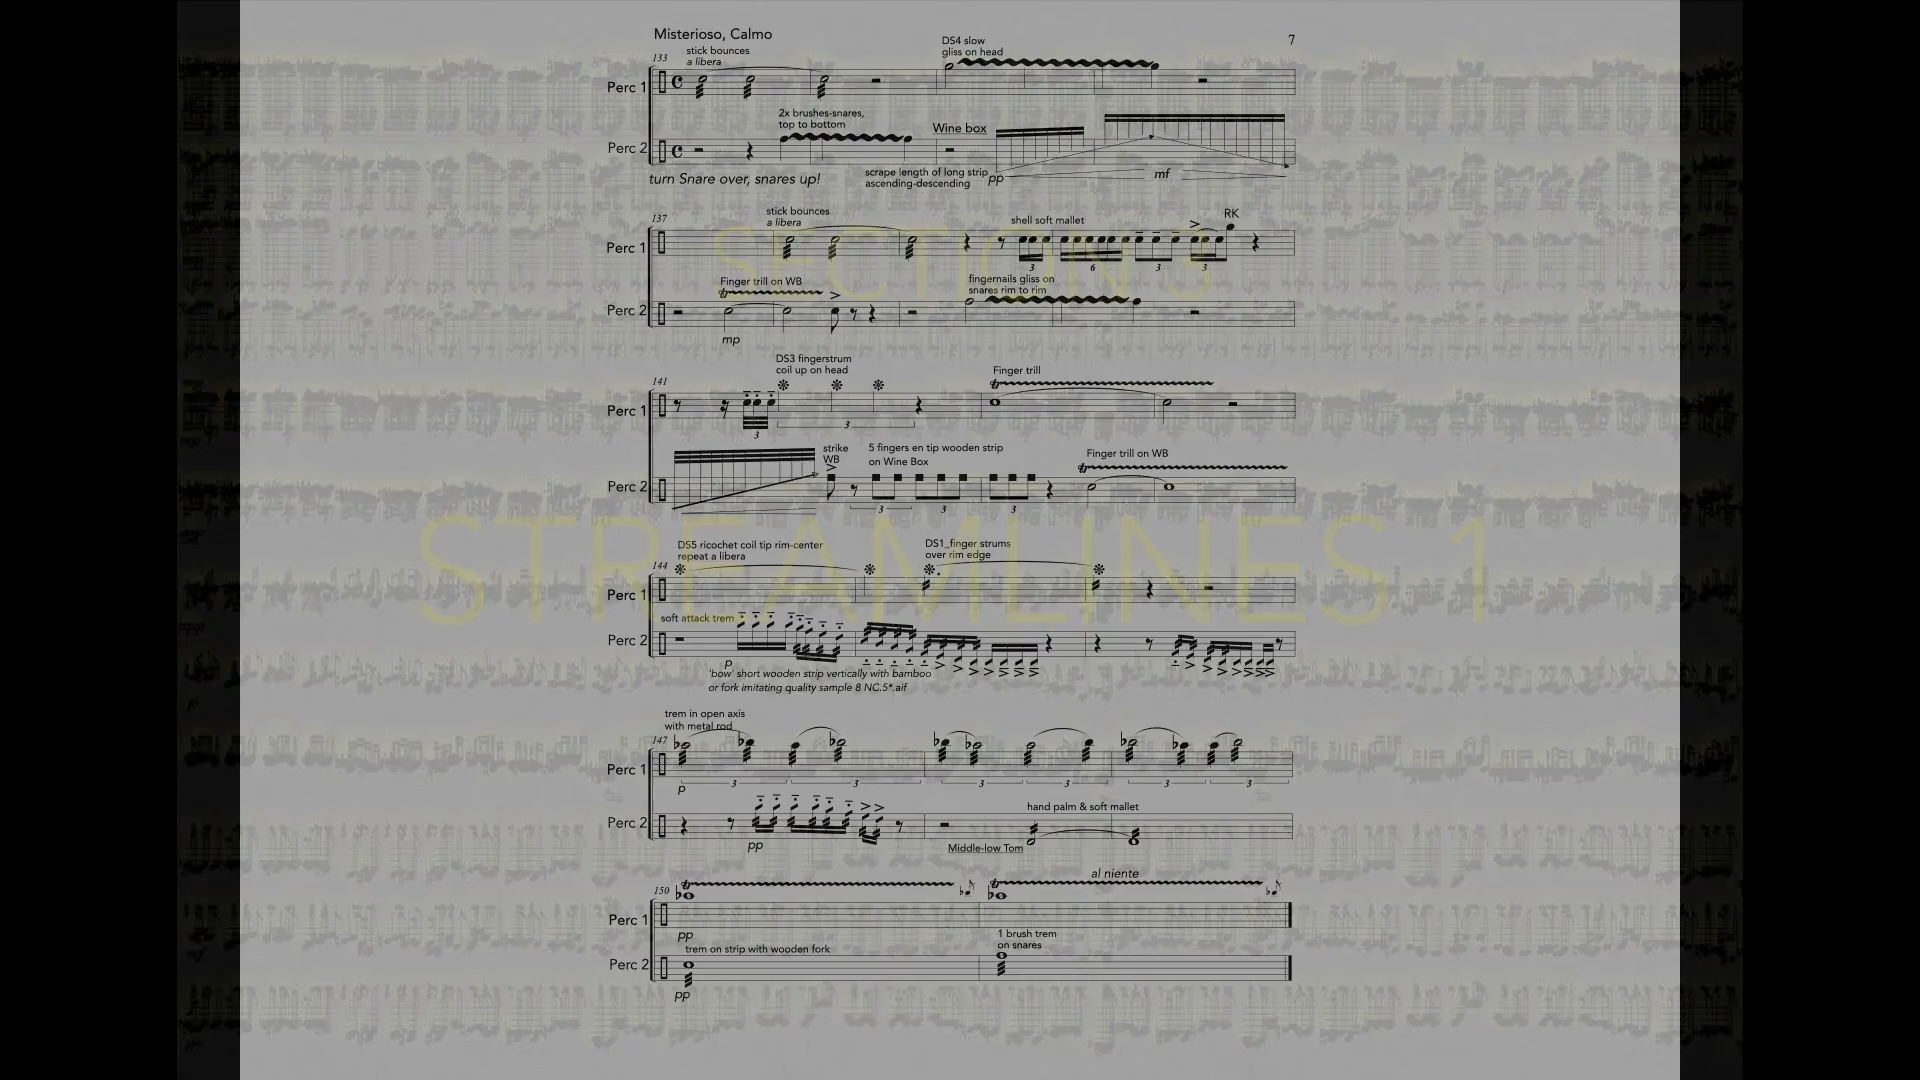 Misterioso, Calmo
7
stick bounces
a libera
DS4 slow
gliss on head
133
Perc 1
2x brushes-snares,
top to bottom
Wine box
Perc 2
turn Snare over, snares up!
scrape length of long strip
ascending-descending
pp
mf
137
stick bounces
a libera
shell soft mallet
RK
Perc 1
3
6
3
3
SECTION 3
Finger trill on WB
fingernails gliss on
snares rim to rim
tr
Perc 2
mp
DS3 fingerstrum
coil up on head
141
Finger trill
tr
Perc 1
3
3
strike
WB
5 fingers en tip wooden strip
on Wine Box
Finger trill on WB
tr
Perc 2
3
3
3
STREAMLINES 1
DS5 ricochet coil tip rim-center
repeat a libera
DS1_finger strums
over rim edge
144
Perc 1
soft attack trem
Perc 2
p
'bow' short wooden strip vertically with bamboo
or fork imitating quality sample 8 NC.5*.aif
trem in open axis
with metal rod
147
Perc 1
3
3
3
3
3
3
p
hand palm & soft mallet
Perc 2
pp
Middle-low Tom
al niente
150
tr
tr
Perc 1
pp
1 brush trem
on snares
trem on strip with wooden fork
Perc 2
pp